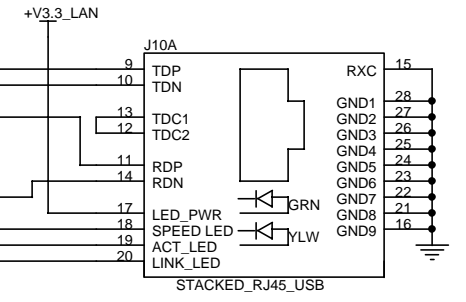 +V3.3_LAN
J10A
9 TDP RXC 15
10 TDN
GND1 28
13 TDC1 GND2 27
12 TDC2 GND3 26
GND4 25
11 RDP GND5 24
14 RDN GND6 23
GND7 22
GRN
17 LED_PWR GND8 21
18 SPEED LED YLW GND9 16
19 ACT_LED
20 LINK_LED
STACKED_RJ45_USB